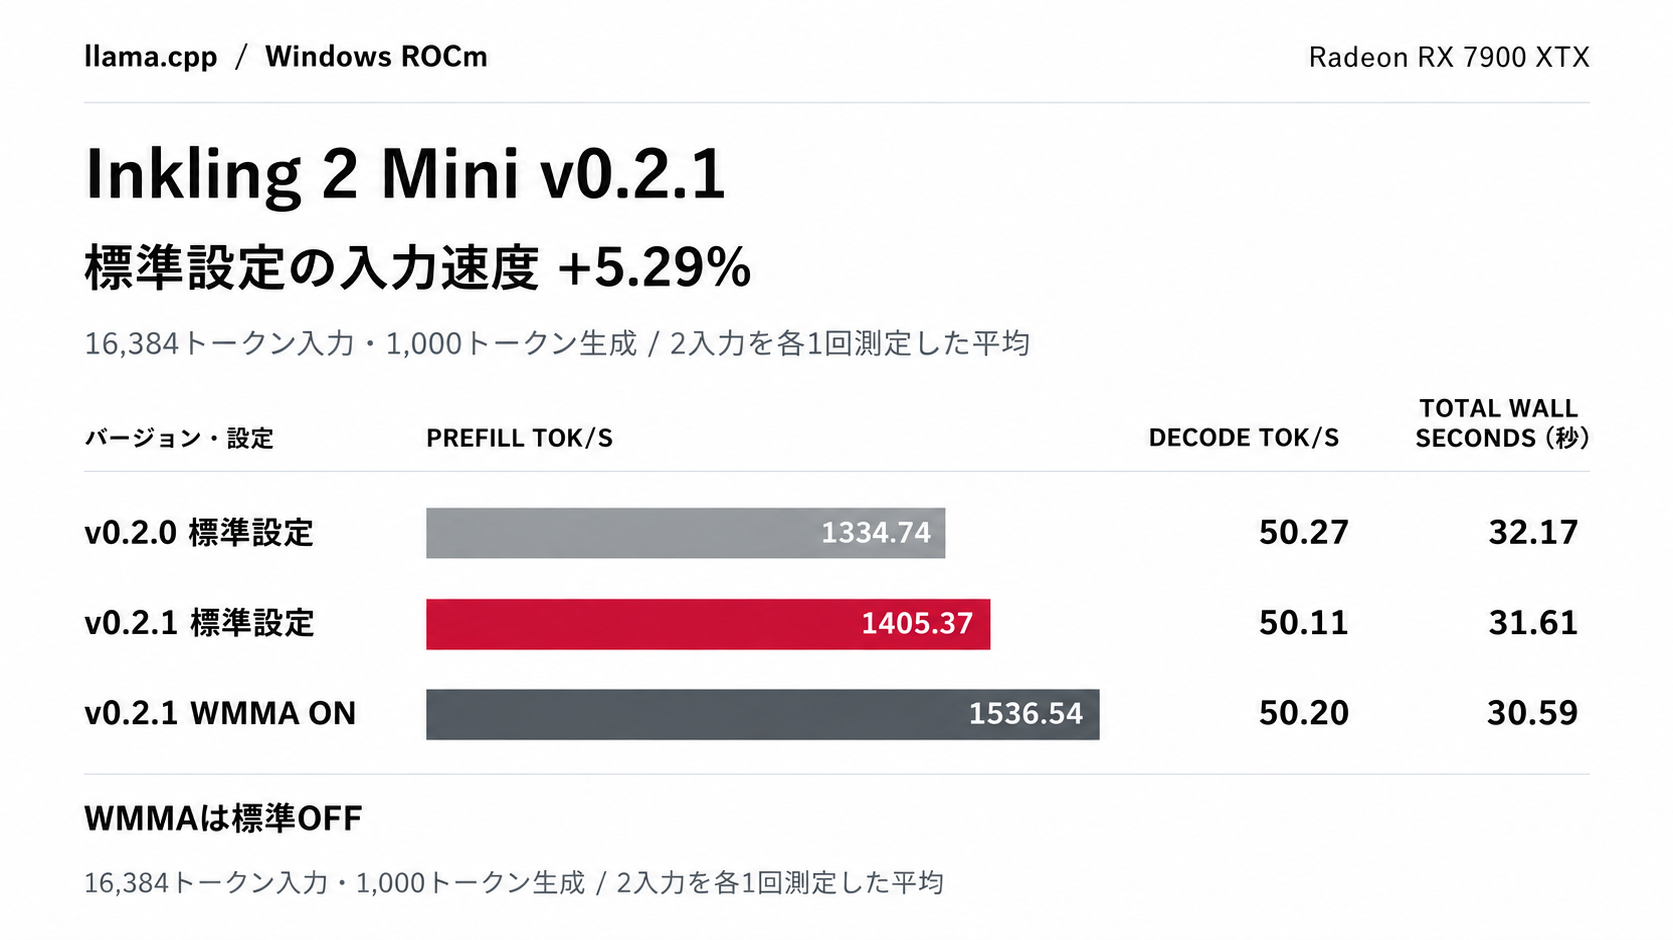 llama.cpp / Windows ROCm
Radeon RX 7900 XTX
Inkling 2 Mini v0.2.1
標準設定の入力速度 +5.29%
16,384トークン入力・1,000トークン生成 / 2入力を各1回測定した平均
バージョン・設定 PREFILL TOK/S DECODE TOK/S TOTAL WALL
SECONDS (秒)
v0.2.0 標準設定 1334.74 50.27 32.17
v0.2.1 標準設定 1405.37 50.11 31.61
v0.2.1 WMMA ON 1536.54 50.20 30.59
WMMAは標準OFF
16,384トークン入力・1,000トークン生成 / 2入力を各1回測定した平均